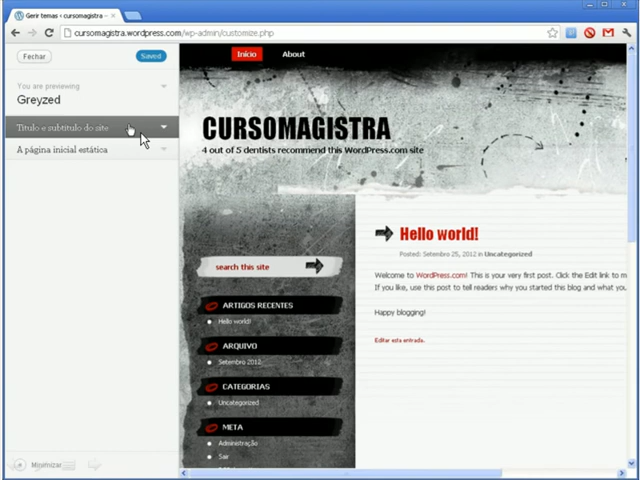 Gerir temas ‹ cursomagistra —
cursomagistra.wordpress.com/wp-admin/customize.php
Fechar
Saved
You are previewing
Greyzed
Título e subtítulo do site
A página inicial estática
Minimizar
Início
About
CURSOMAGISTRA
4 out of 5 dentists recommend this WordPress.com site
search this site
ARTIGOS RECENTES
Hello world!
ARQUIVO
Setembro 2012
CATEGORIAS
Uncategorized
META
Administração
Sair
Hello world!
Posted: Setembro 25, 2012 in Uncategorized
Welcome to WordPress.com! This is your very first post. Click the Edit link to m
If you like, use this post to tell readers why you started this blog and what you
Happy blogging!
Editar esta entrada.